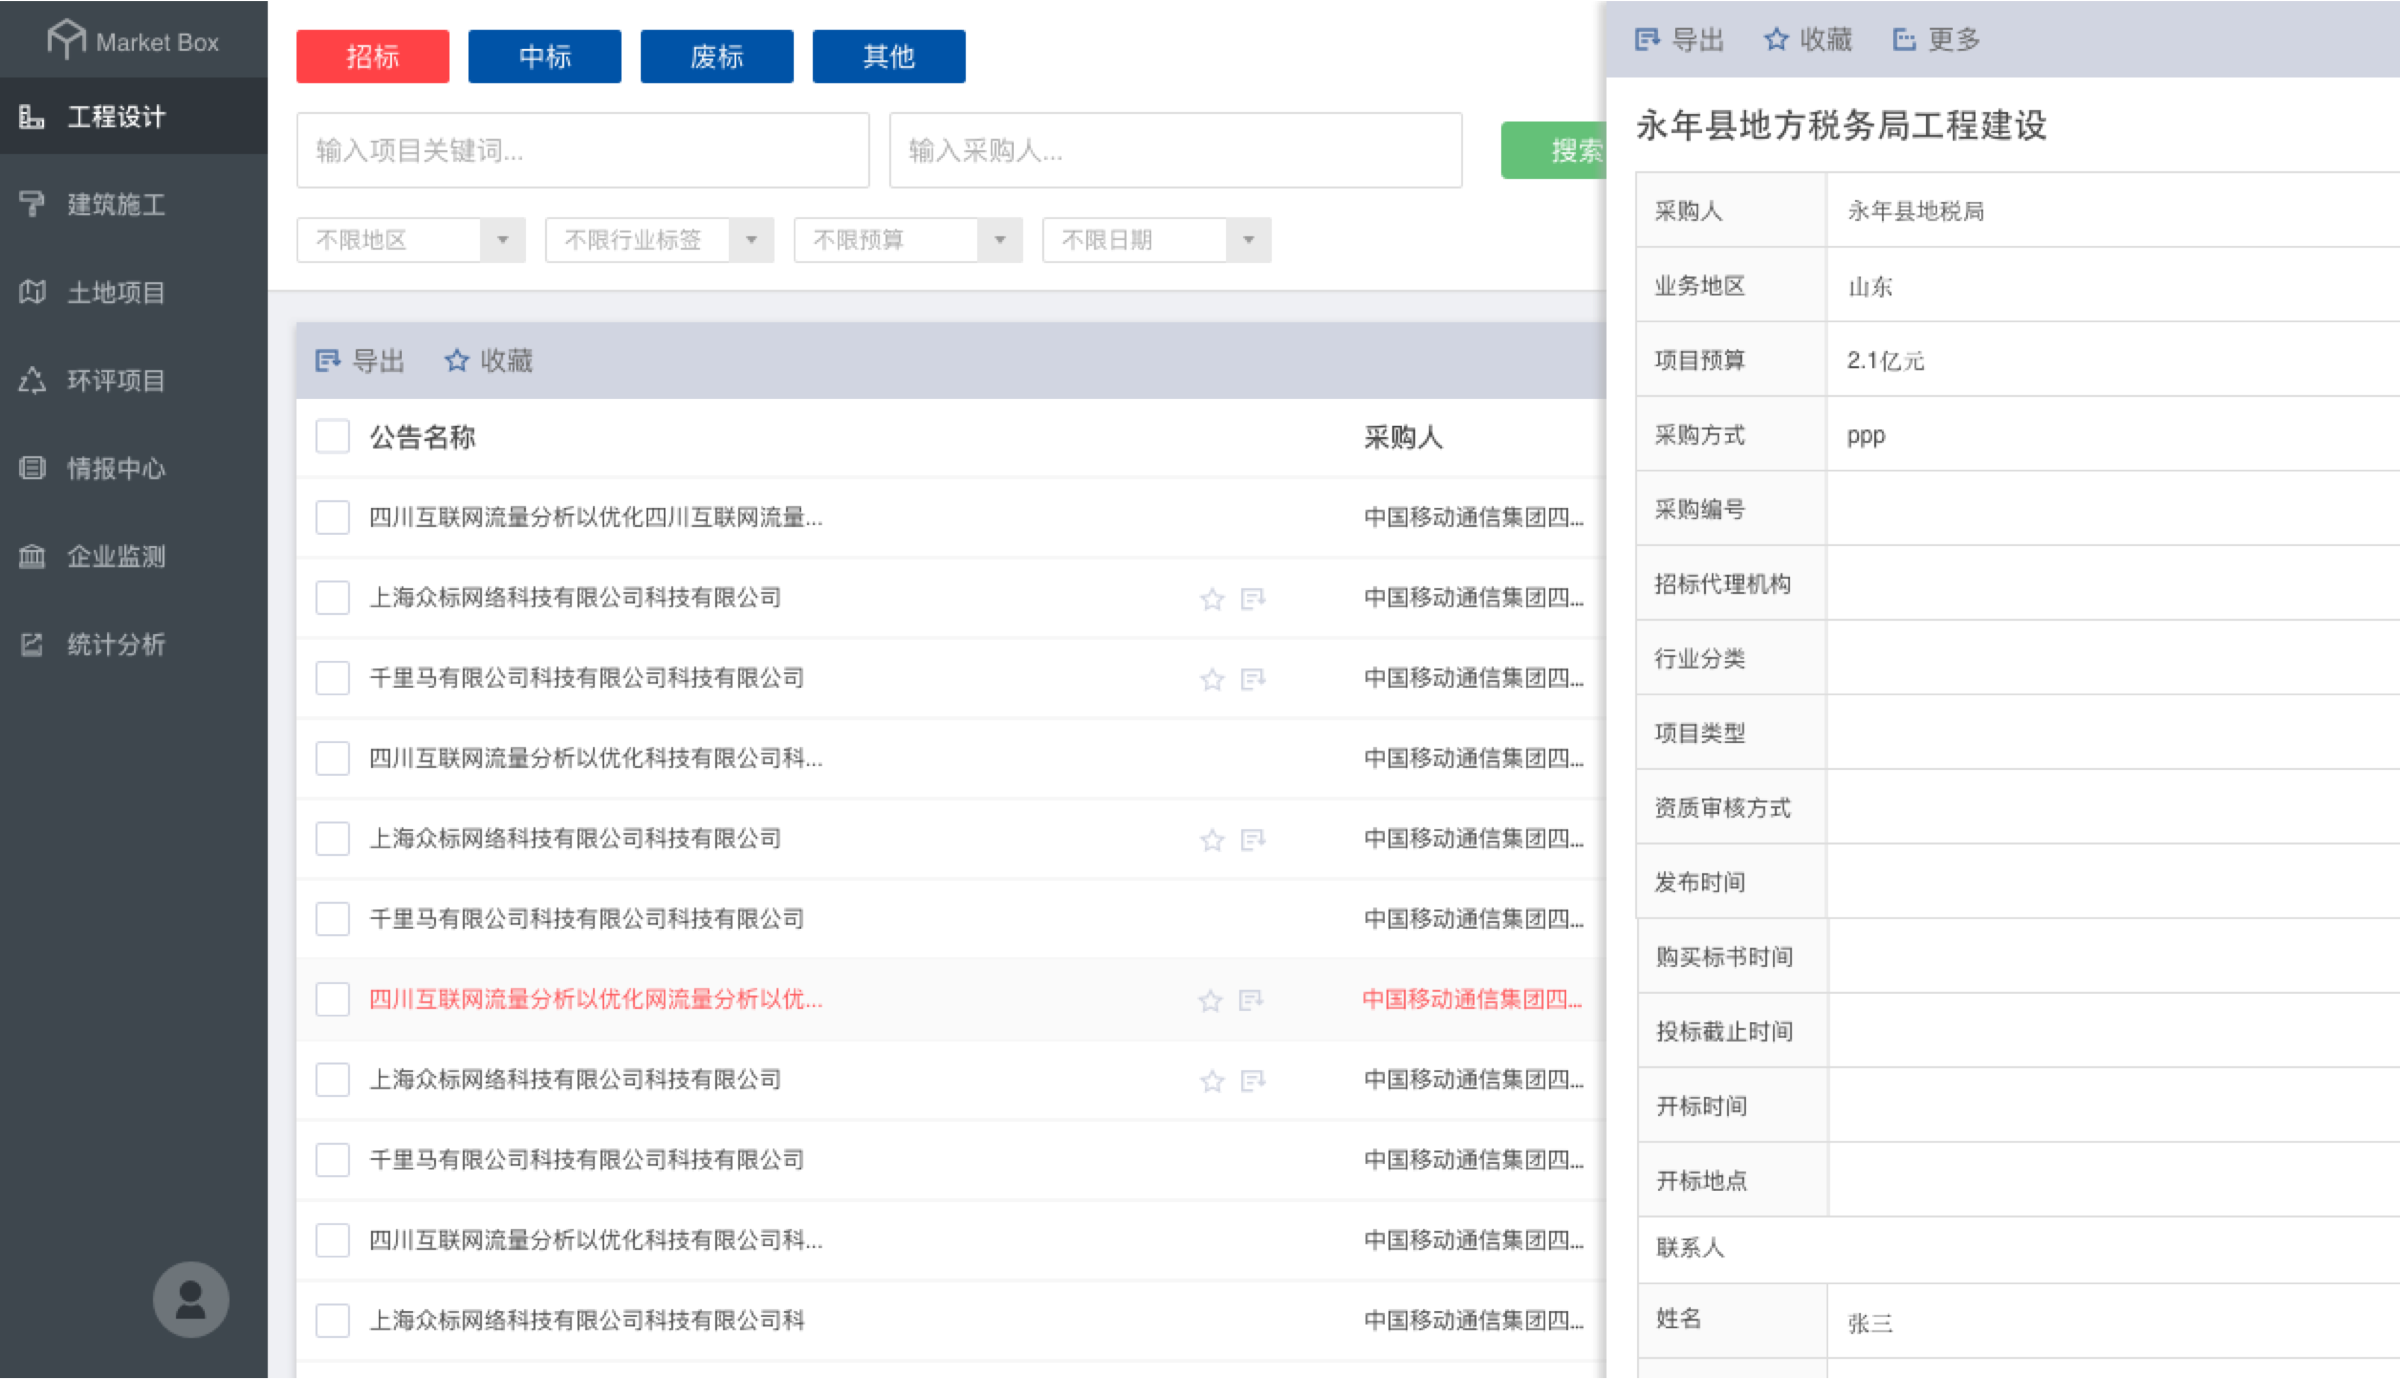 Market Box
工程设计
建筑施工
土地项目
环评项目
情报中心
企业监测
统计分析
招标 中标 废标 其他
输入项目关键词... 输入采购人... 搜索
不限地区 不限行业标签 不限预算 不限日期
导出 收藏
公告名称 采购人
四川互联网流量分析以优化四川互联网流量... 中国移动通信集团四...
上海众标网络科技有限公司科技有限公司 中国移动通信集团四...
千里马有限公司科技有限公司科技有限公司 中国移动通信集团四...
四川互联网流量分析以优化科技有限公司科... 中国移动通信集团四...
上海众标网络科技有限公司科技有限公司 中国移动通信集团四...
千里马有限公司科技有限公司科技有限公司 中国移动通信集团四...
四川互联网流量分析以优化网流量分析以优... 中国移动通信集团四...
上海众标网络科技有限公司科技有限公司 中国移动通信集团四...
千里马有限公司科技有限公司科技有限公司 中国移动通信集团四...
四川互联网流量分析以优化科技有限公司科... 中国移动通信集团四...
上海众标网络科技有限公司科技有限公司科 中国移动通信集团四...
导出 收藏 更多
永年县地方税务局工程建设
采购人 永年县地税局
业务地区 山东
项目预算 2.1亿元
采购方式 ppp
采购编号
招标代理机构
行业分类
项目类型
资质审核方式
发布时间
购买标书时间
投标截止时间
开标时间
开标地点
联系人
姓名 张三